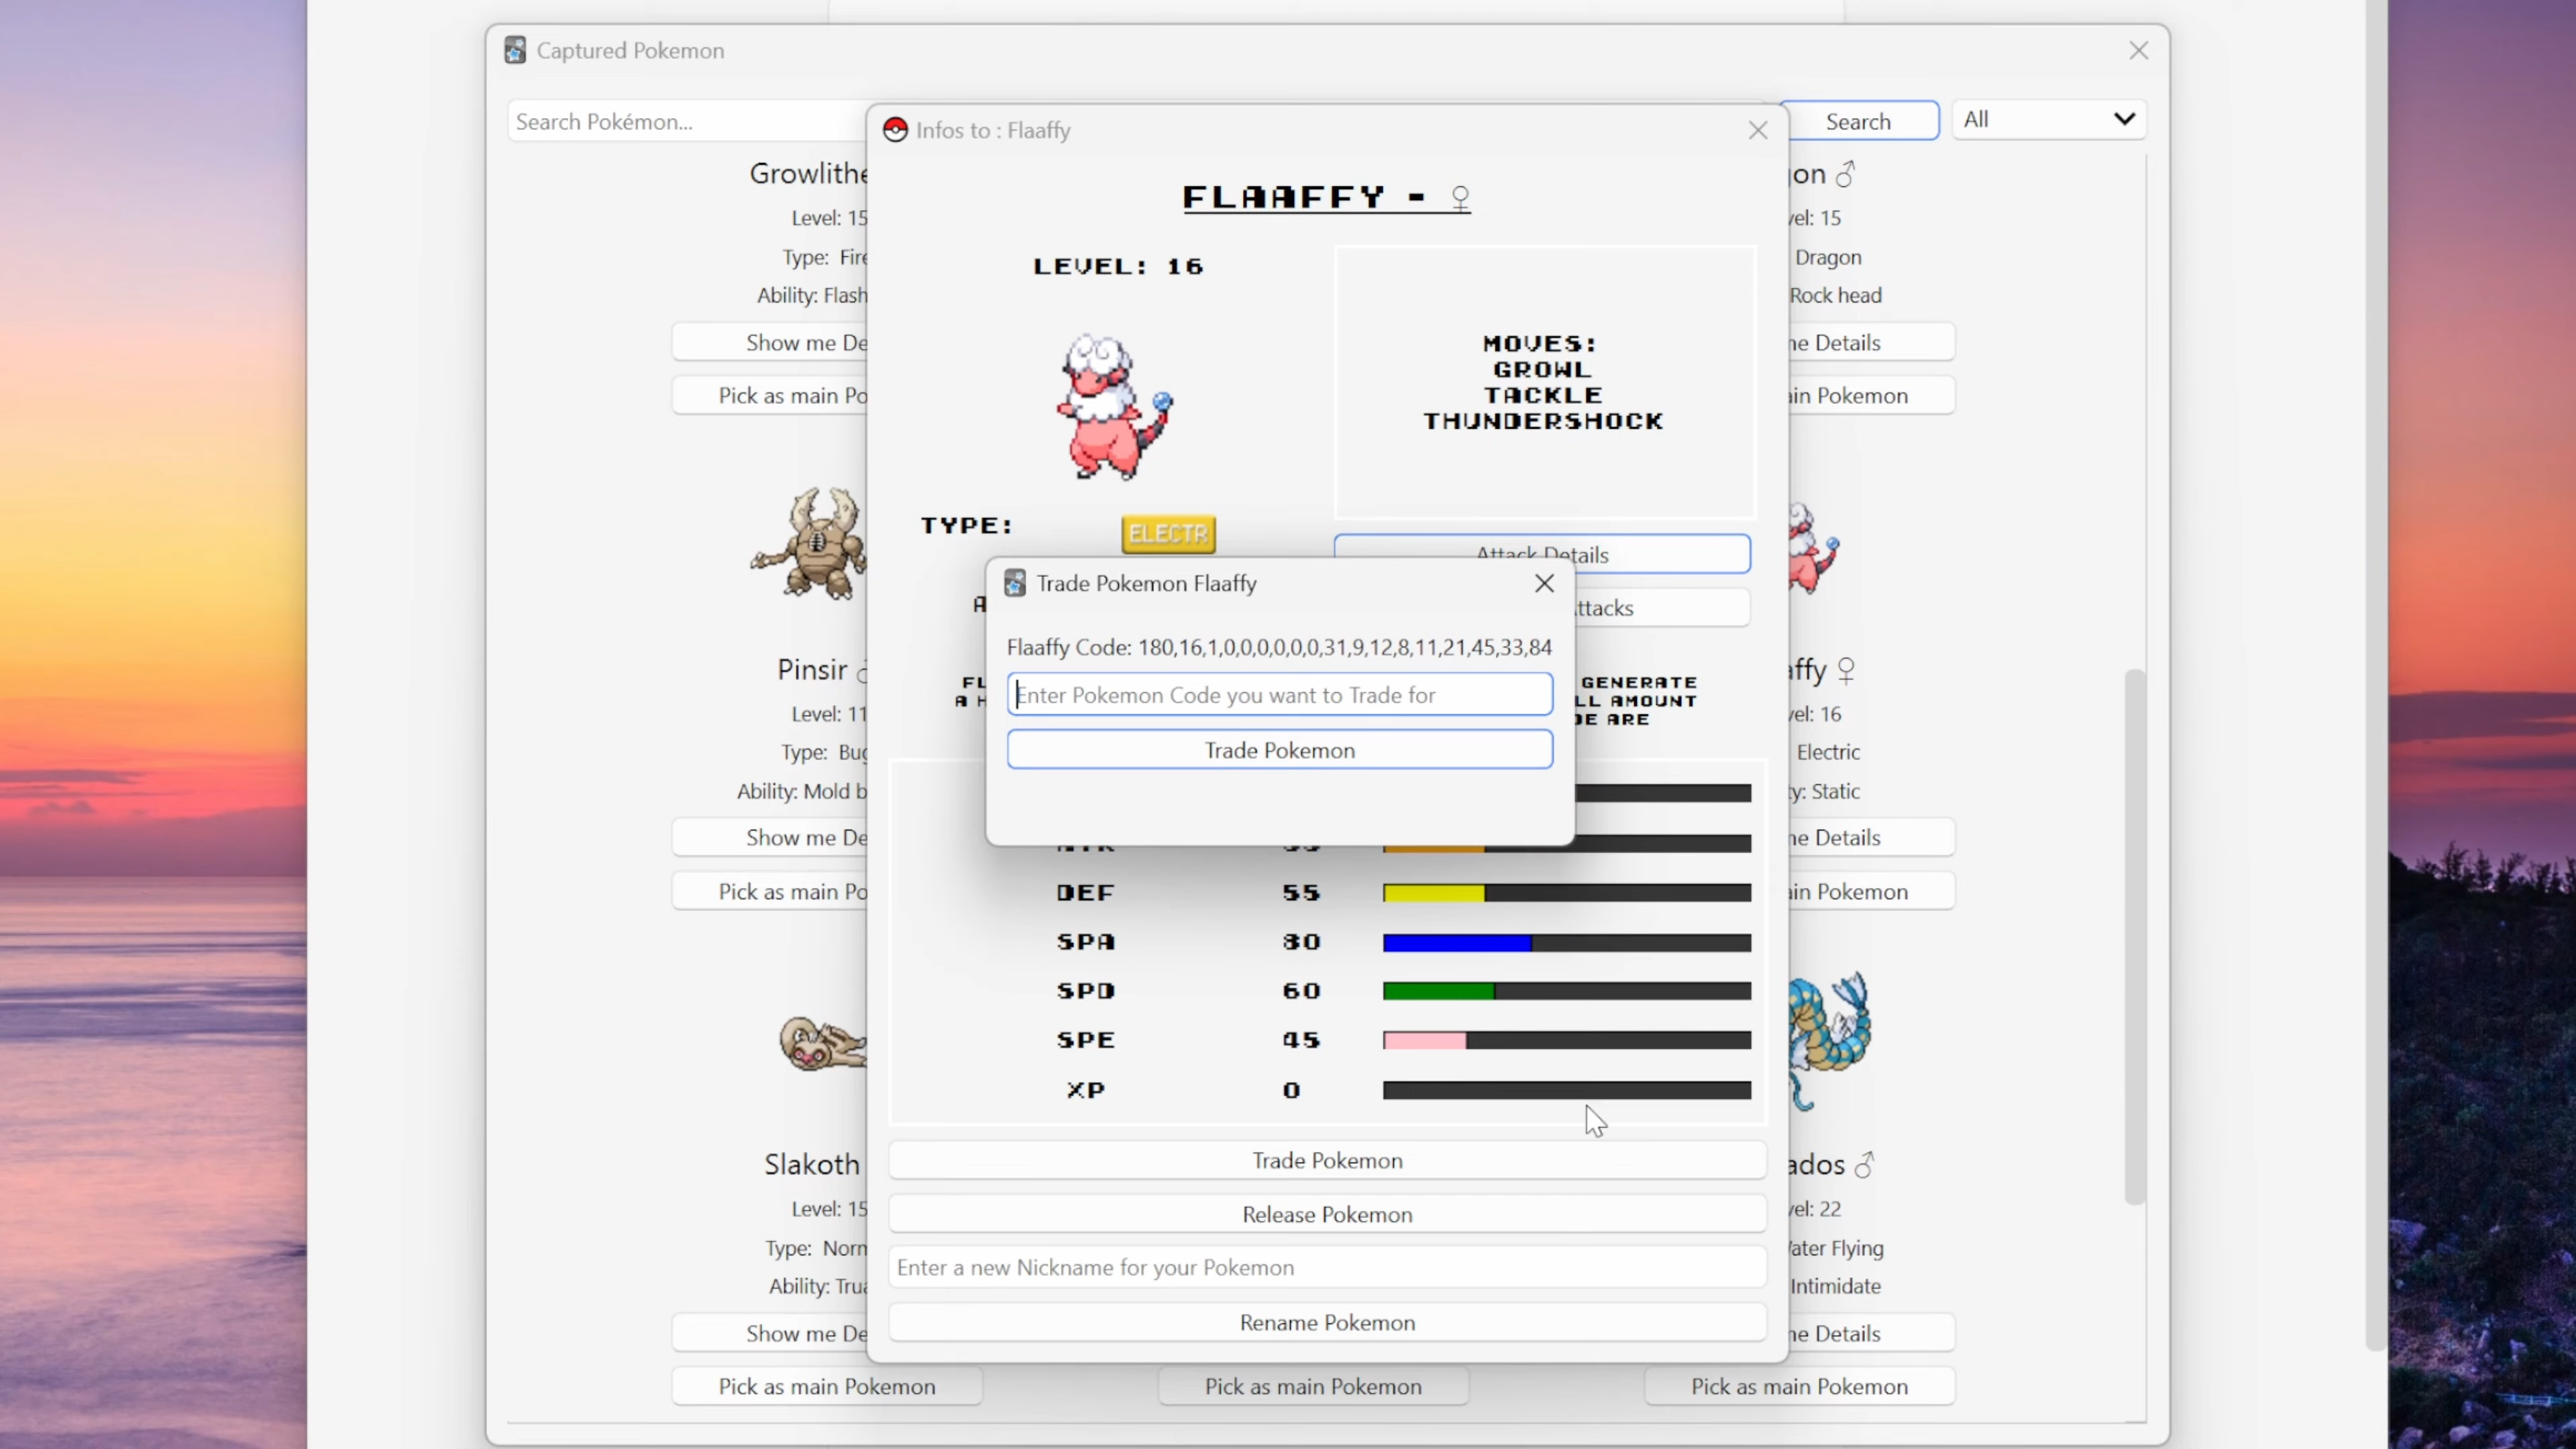 Captured Pokemon
Search Pokémon...
Search
All
Growlithe
Level: 15
Type: Fire
Ability: Flash
Show me De
Pick as main Po
Pinsir
Level: 11
Type: Bug
Ability: Mold b
Show me De
Pick as main Po
Slakoth
Level: 15
Type: Norm
Ability: Trua
Show me De
Pick as main Pokemon
Infos to : Flaaffy
FLAAFFY - ♀
LEVEL: 16
MOVES:
GROWL
TACKLE
THUNDERSHOCK
TYPE:
ELECTR
Attack Details
ttacks
Trade Pokemon Flaaffy
Flaaffy Code: 180,16,1,0,0,0,0,0,0,31,9,12,8,11,21,45,33,84
Enter Pokemon Code you want to Trade for
Trade Pokemon
GENERATE
LL AMOUNT
DE ARE
DEF 55
SPA 80
SPD 60
SPE 45
XP 0
Trade Pokemon
Release Pokemon
Enter a new Nickname for your Pokemon
Rename Pokemon
Pick as main Pokemon
on ♂
vel: 15
Dragon
Rock head
ne Details
ain Pokemon
affy ♀
vel: 16
Electric
ty: Static
ne Details
ain Pokemon
ados ♂
vel: 22
Vater Flying
Intimidate
ne Details
Pick as main Pokemon